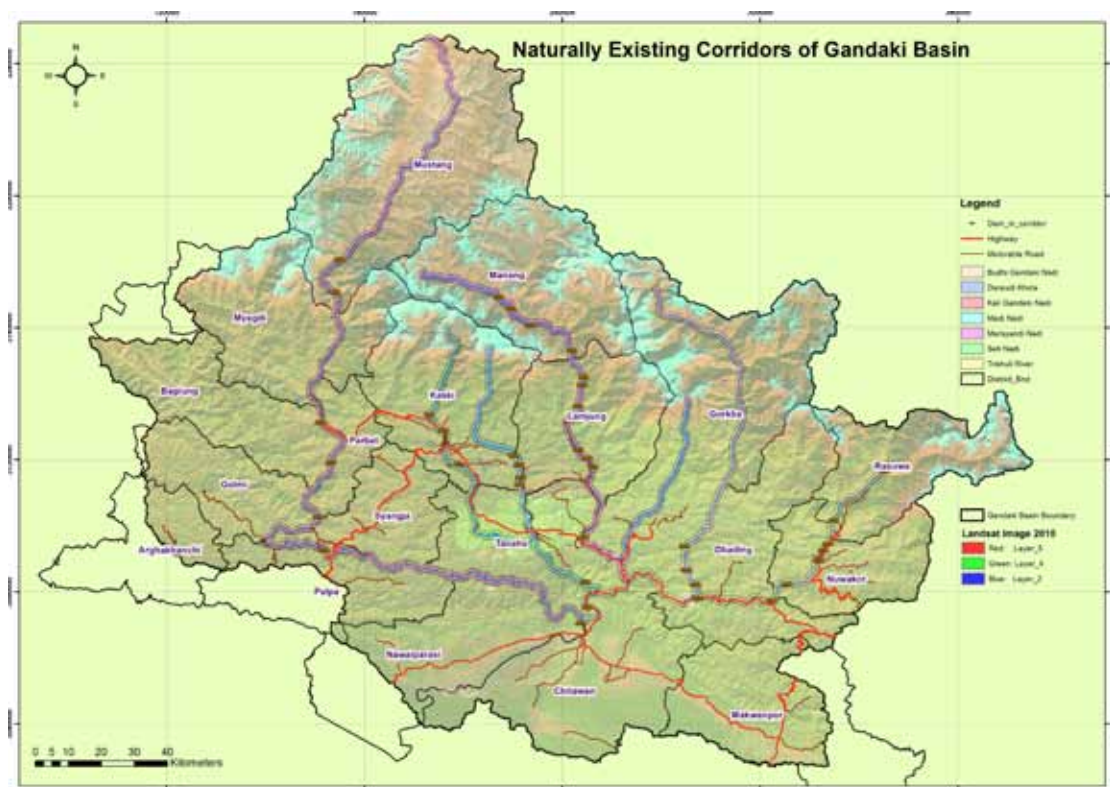 Naturally Existing Corridors of Gandaki Basin
N
W E
S
Mustang
Manang
Myagdi
Baglung
Kaski
Lamjung
Gorkha
Parbat
Rasuwa
Gulmi
Syangja
Tanahu
Dhading
Arghakhanchi
Nuwakot
Palpa
Nawalparasi
Chitawan
Makwanpur
Legend
Dam_in_corridor
Highway
Motorable Road
Budhi Gandaki Nadi
Daraudi Khola
Kali Gandaki Nadi
Madi Nadi
Marsyandi Nadi
Seti Nadi
Trishuli River
District_Bnd
Gandaki Basin Boundary
Landsat Image 2010
Red: Layer_5
Green: Layer_4
Blue: Layer_2
0 5 10 20 30 40
Kilometers